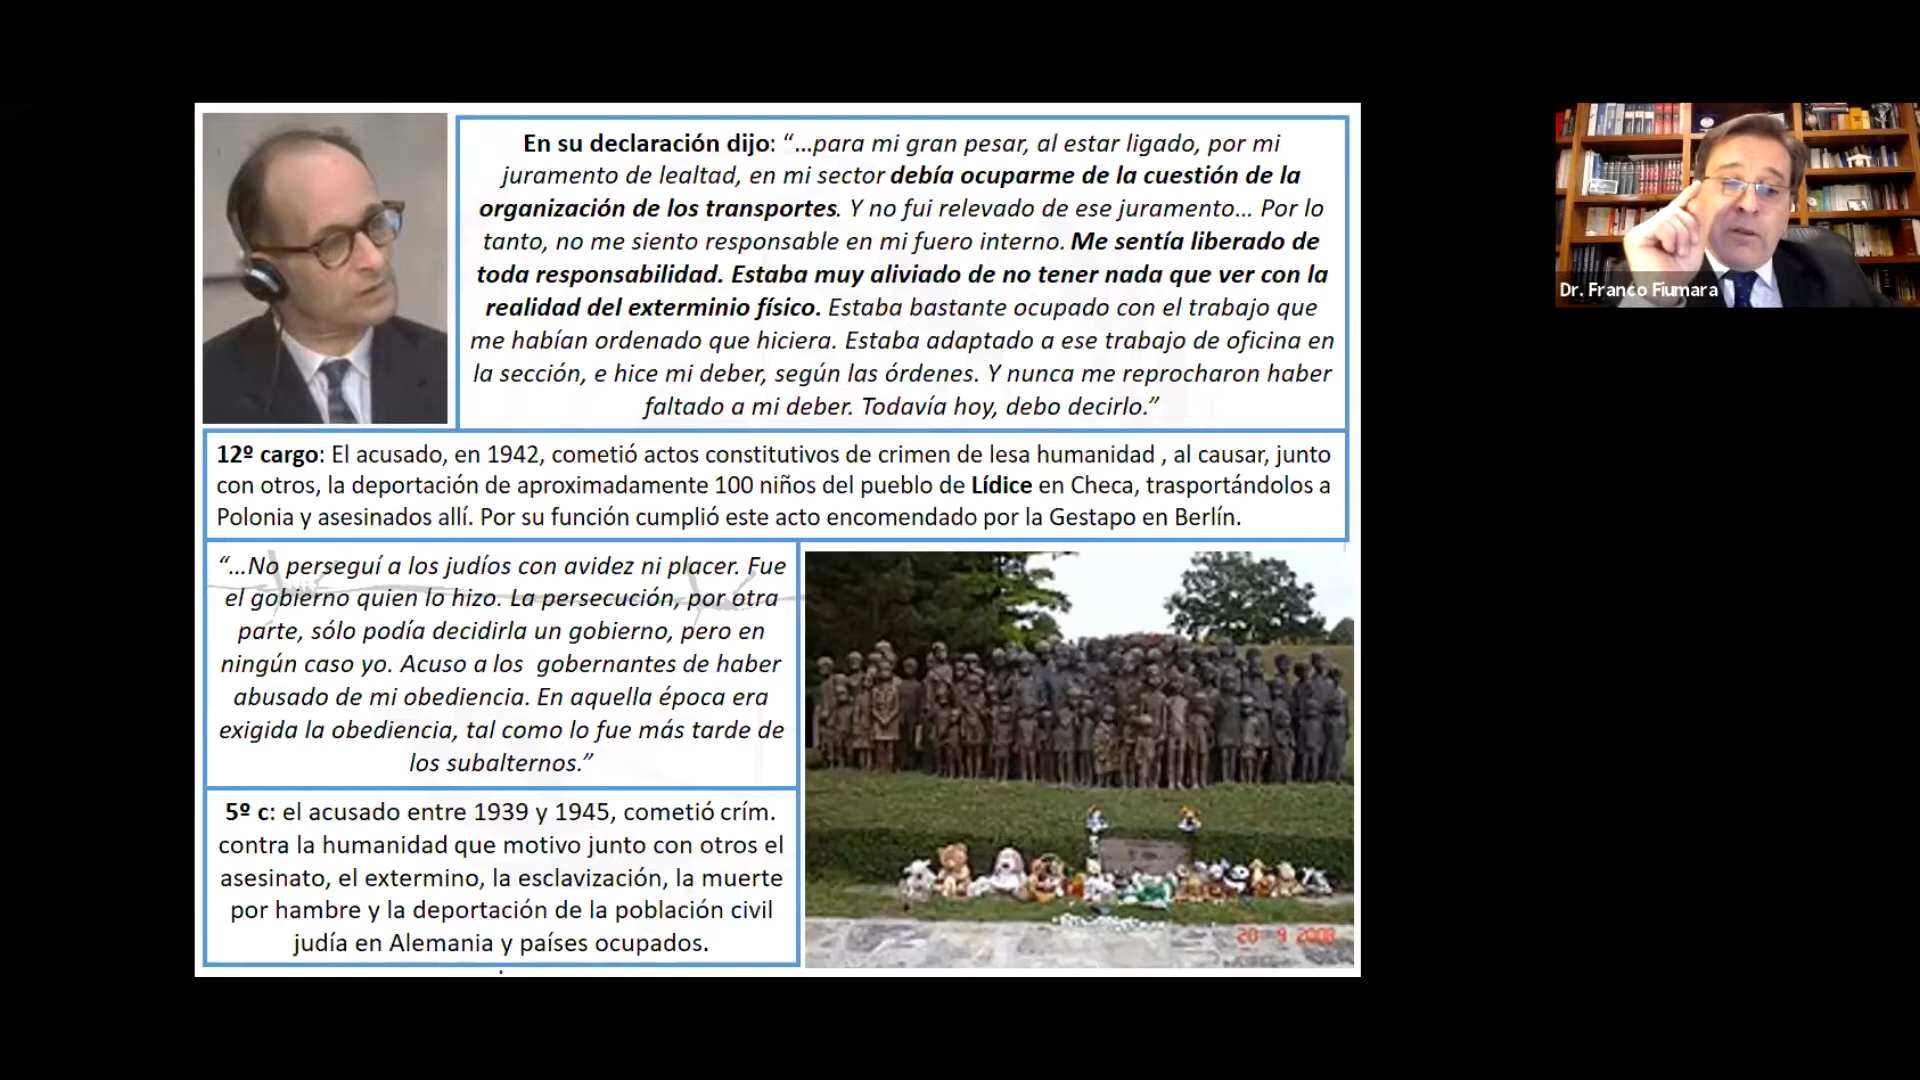 En su declaración dijo: “…para mi gran pesar, al estar ligado, por mi
juramento de lealtad, en mi sector debía ocuparme de la cuestión de la
organización de los transportes. Y no fui relevado de ese juramento… Por lo
tanto, no me siento responsable en mi fuero interno. Me sentía liberado de
toda responsabilidad. Estaba muy aliviado de no tener nada que ver con la
realidad del exterminio físico. Estaba bastante ocupado con el trabajo que
me habían ordenado que hiciera. Estaba adaptado a ese trabajo de oficina en
la sección, e hice mi deber, según las órdenes. Y nunca me reprocharon haber
faltado a mi deber. Todavía hoy, debo decirlo.”
12º cargo: El acusado, en 1942, cometió actos constitutivos de crimen de lesa humanidad , al causar, junto
con otros, la deportación de aproximadamente 100 niños del pueblo de Lídice en Checa, trasportándolos a
Polonia y asesinados allí. Por su función cumplió este acto encomendado por la Gestapo en Berlín.
“…No perseguí a los judíos con avidez ni placer. Fue
el gobierno quien lo hizo. La persecución, por otra
parte, sólo podía decidirla un gobierno, pero en
ningún caso yo. Acuso a los  gobernantes de haber
abusado de mi obediencia. En aquella época era
exigida la obediencia, tal como lo fue más tarde de
los subalternos.”
5º c: el acusado entre 1939 y 1945, cometió crím.
contra la humanidad que motivo junto con otros el
asesinato, el extermino, la esclavización, la muerte
por hambre y la deportación de la población civil
judía en Alemania y países ocupados.
.
20 9 2008
Dr. Franco Fiumara